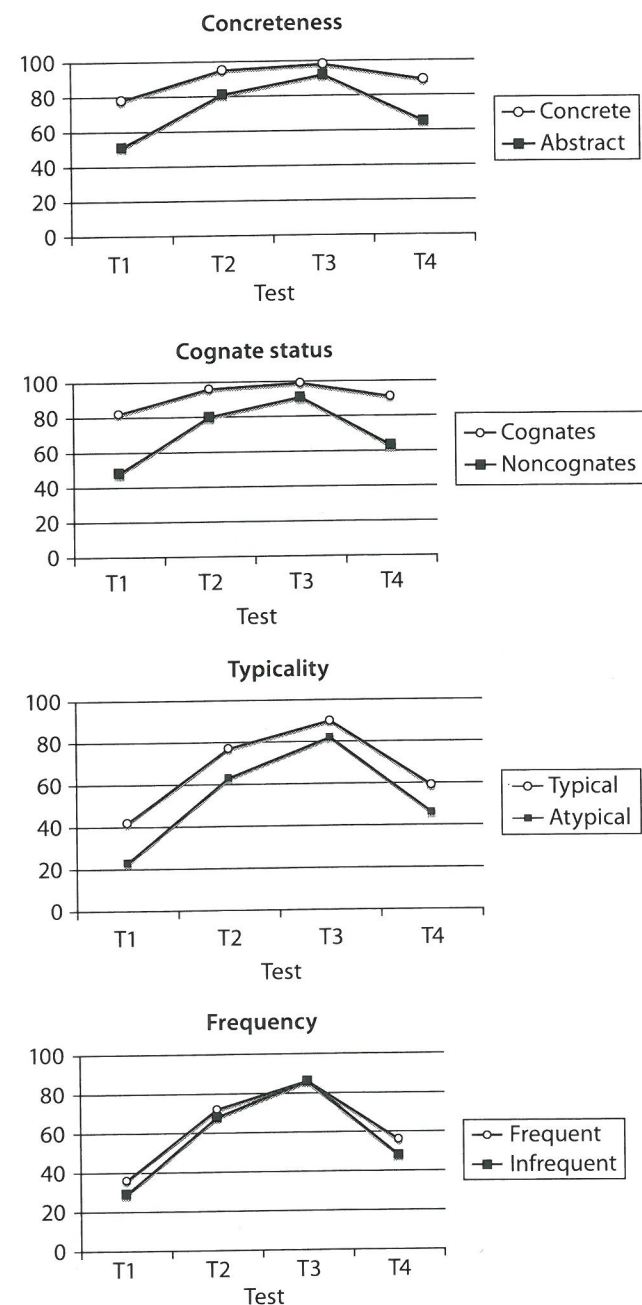 Concreteness
100
80
60
40
20
0
T1 T2 T3 T4
Test
Concrete
Abstract
Cognate status
100
80
60
40
20
0
T1 T2 T3 T4
Test
Cognates
Noncognates
Typicality
100
80
60
40
20
0
T1 T2 T3 T4
Test
Typical
Atypical
Frequency
100
80
60
40
20
0
T1 T2 T3 T4
Test
Frequent
Infrequent